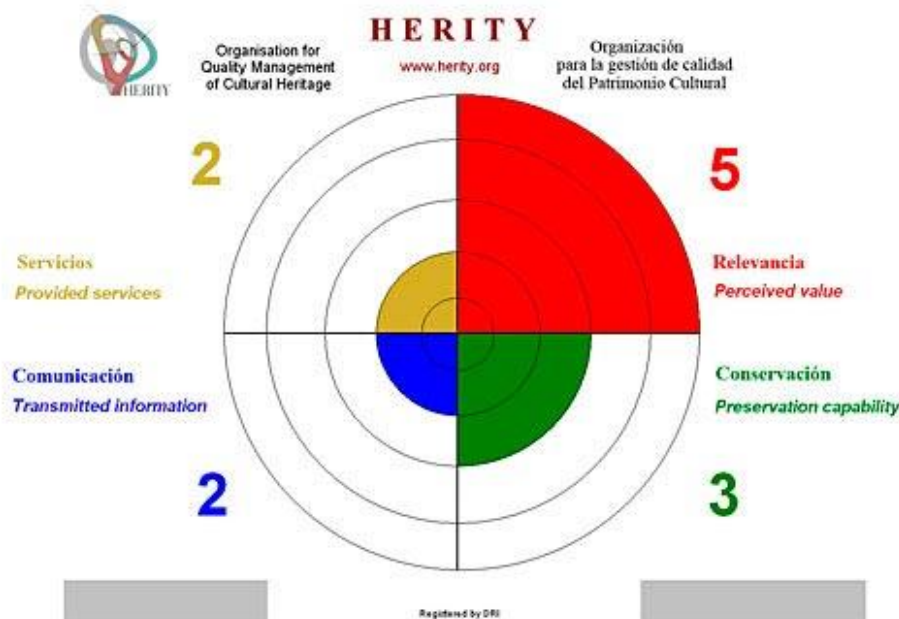 HERITY
HERITY
www.herity.org
Organisation for
Quality Management
of Cultural Heritage
Organización
para la gestión de calidad
del Patrimonio Cultural
2
5
Servicios
Provided services
Relevancia
Perceived value
Comunicación
Transmitted information
Conservación
Preservation capability
2
3
Registered by DRI